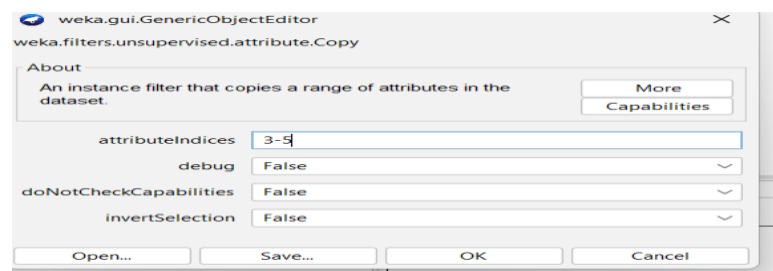 weka.gui.GenericObjectEditor
weka.filters.unsupervised.attribute.Copy
About
An instance filter that copies a range of attributes in the
dataset.
More
Capabilities
attributeIndices 3-5
debug False
doNotCheckCapabilities False
invertSelection False
Open... Save... OK Cancel